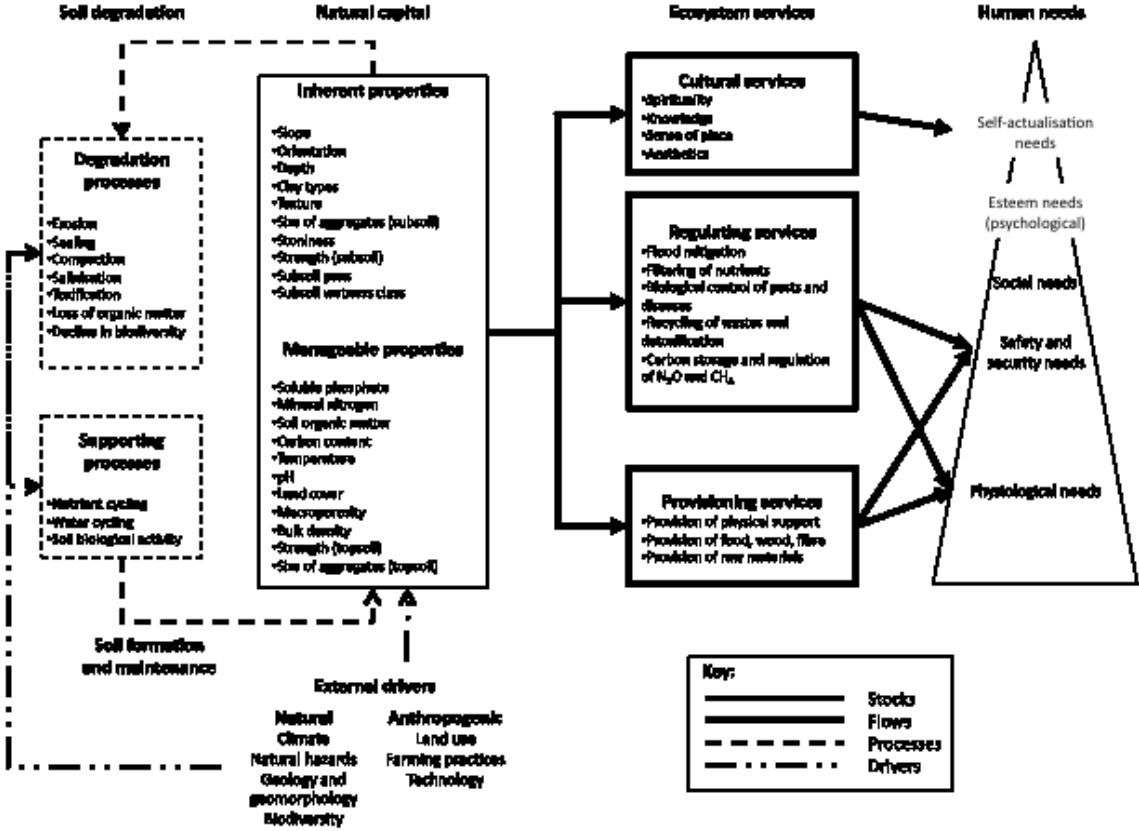 Soil degradation
Natural capital
Ecosystem services
Human needs
Degradation
processes
•Erosion
•Sealing
•Compaction
•Salinisation
•Toxification
•Loss of organic matter
•Decline in biodiversity
Supporting
processes
•Nutrient cycling
•Water cycling
•Soil biological activity
Soil formation
and maintenance
Inherent properties
•Slope
•Orientation
•Depth
•Clay types
•Texture
•Size of aggregates (subsoil)
•Stoniness
•Strength (subsoil)
•Subsoil pans
•Subsoil wetness class
Manageable properties
•Soluble phosphate
•Mineral nitrogen
•Soil organic matter
•Carbon content
•Temperature
•pH
•Land cover
•Macroporosity
•Bulk density
•Strength (topsoil)
•Size of aggregates (topsoil)
External drivers
Natural
Climate
Natural hazards
Geology and
geomorphology
Biodiversity
Anthropogenic
Land use
Farming practices
Technology
Cultural services
•Spirituality
•Knowledge
•Sense of place
•Aesthetics
Regulating services
•Flood mitigation
•Filtering of nutrients
•Biological control of pests and
diseases
•Recycling of wastes and
detoxification
•Carbon storage and regulation
of N₂O and CH₄
Provisioning services
•Provision of physical support
•Provision of food, wood, fibre
•Provision of raw materials
Self-actualisation
needs
Esteem needs
(psychological)
Social needs
Safety and
security needs
Physiological needs
Key:
Stocks
Flows
Processes
Drivers